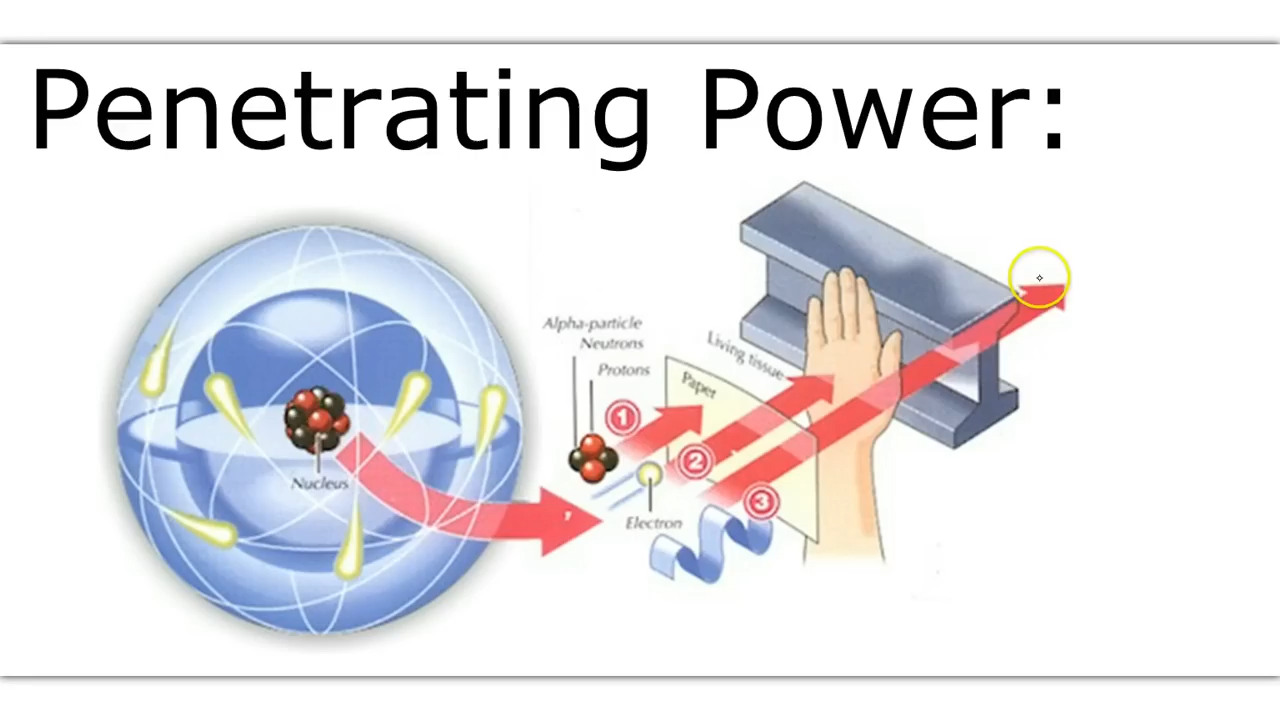 Penetrating Power:
Alpha-particle
Neutrons
Protons
Living tissue
Paper
1
2
3
Nucleus
Electron